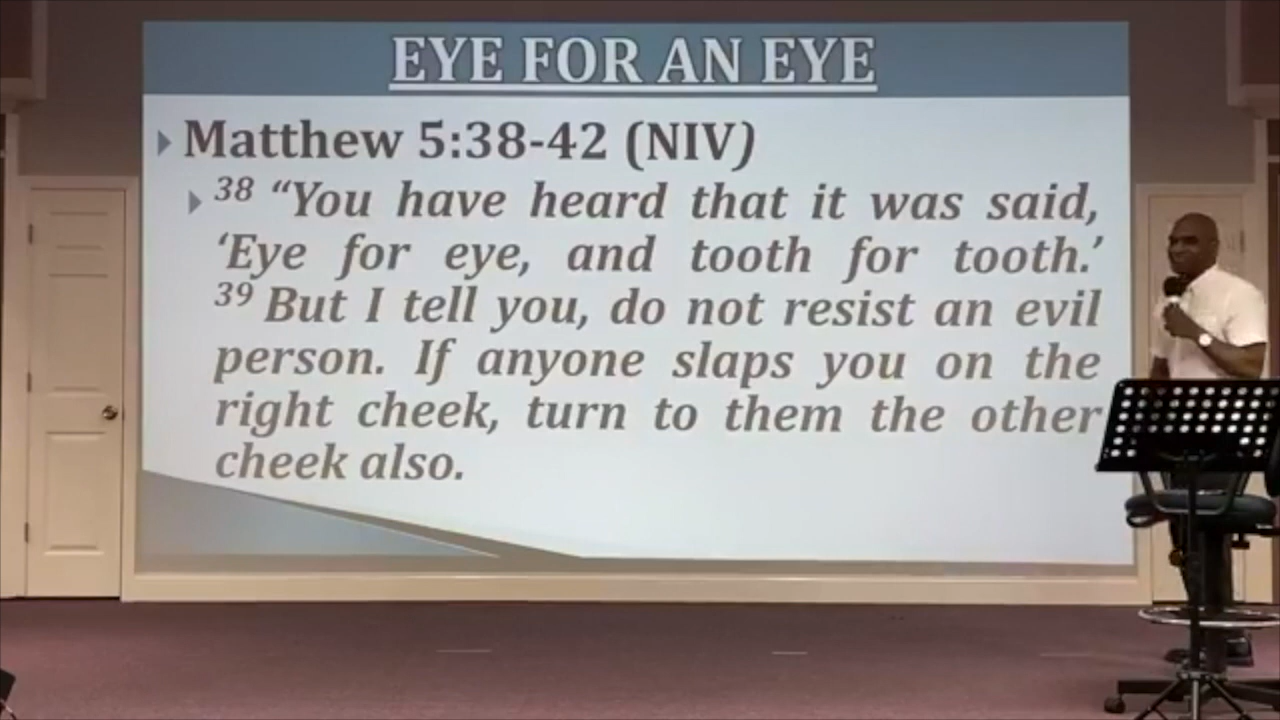 EYE FOR AN EYE
Matthew 5:38-42 (NIV)
38 “You have heard that it was said,
‘Eye for eye, and tooth for tooth.’
39 But I tell you, do not resist an evil
person. If anyone slaps you on the
right cheek, turn to them the other
cheek also.